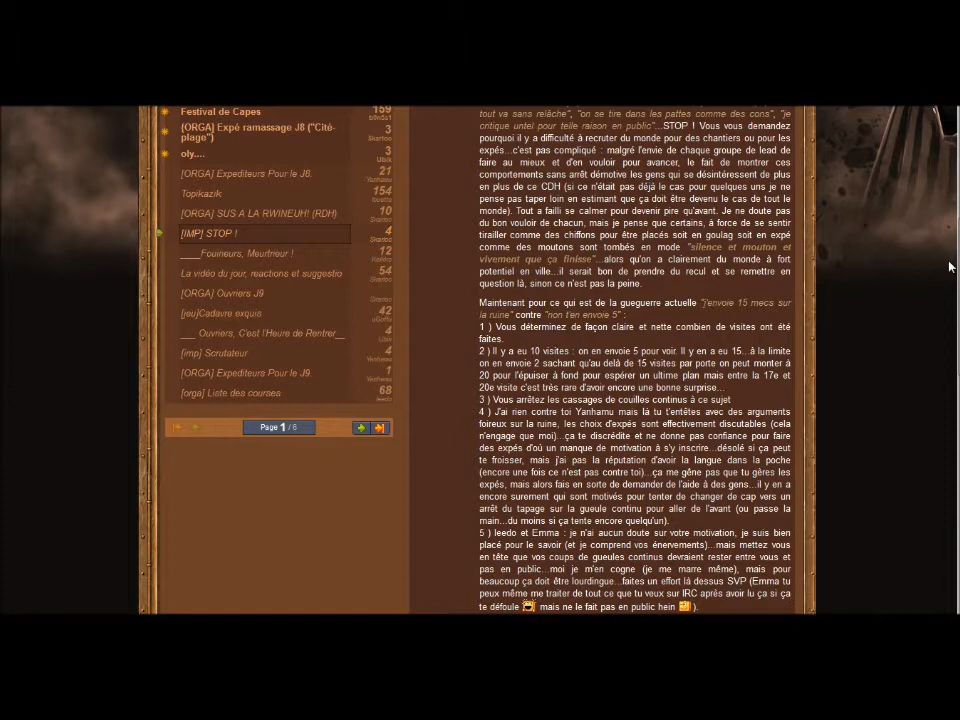 Festival de Capes
159
[ORGA] Expé ramassage J8 ("Cité-
plage")
3
Skarloo
oly....
3
Ubik
[ORGA] Expediteurs Pour le J8.
21
Yanhamu
Topikazik
154
[ORGA] SUS A LA RWINEUH! (RDH)
10
Skarloo
[IMP] STOP !
4
Skarloo
____Fouineurs, Meurtrieur !
12
La vidéo du jour, reactions et suggestio
54
Skarloo
[ORGA] Ouvriers J9
Skarloo
[jeu]Cadavre exquis
42
___ Ouvriers, C'est l'Heure de Rentrer__
4
Ubik
[imp] Scrutateur
4
Yanhamu
[ORGA] Expediteurs Pour le J9
1
Yanhamu
[orga] Liste des courses
68
leedo
Page 1 / 6
tout va sans relâche", "on se tire dans les pattes comme des cons", "je
critique untel pour telle raison en public"...STOP ! Vous vous demandez
pourquoi il y a difficulté à recruter du monde pour des chantiers ou pour les
expés...c'est pas compliqué : malgré l'envie de chaque groupe de lead de
faire au mieux et d'en vouloir pour avancer, le fait de montrer ces
comportements sans arrêt démotive les gens qui se désintéressent de plus
en plus de ce CDH (si ce n'était pas déjà le cas pour quelques uns je ne
pense pas taper loin en estimant que ça doit être devenu le cas de tout le
monde). Tout a failli se calmer pour devenir pire qu'avant. Je ne doute pas
du bon vouloir de chacun, mais je pense que certains, à force de se sentir
tirailler comme des chiffons pour être placés soit en goulag soit en expé
comme des moutons sont tombés en mode "silence et mouton et
vivement que ça finisse"...alors qu'on a clairement du monde à fort
potentiel en ville...il serait bon de prendre du recul et se remettre en
question là, sinon ce n'est pas la peine.
Maintenant pour ce qui est de la gueguerre actuelle "j'envoie 15 mecs sur
la ruine" contre "non t'en envoie 5" :
1 ) Vous déterminez de façon claire et nette combien de visites ont été
faites.
2 ) Il y a eu 10 visites : on en envoie 5 pour voir. Il y en a eu 15...à la limite
on en envoie 2 sachant qu'au delà de 15 visites par porte on peut monter à
20 pour l'épuiser à fond pour espérer un ultime plan mais entre la 17e et
20e visite c'est très rare d'avoir encore une bonne surprise...
3 ) Vous arrêtez les cassages de couilles continus à ce sujet
4 ) J'ai rien contre toi Yanhamu mais là tu t'entêtes avec des arguments
foireux sur la ruine, les choix d'expés sont effectivement discutables (cela
n'engage que moi)...ça te discrédite et ne donne pas confiance pour faire
des expés d'où un manque de motivation à s'y inscrire...désolé si ça peut
te froisser, mais j'ai pas la réputation d'avoir la langue dans la poche
(encore une fois ce n'est pas contre toi)...ça me gêne pas que tu gères les
expés, mais alors fais en sorte de demander de l'aide à des gens...il y en a
encore surement qui sont motivés pour tenter de changer de cap vers un
arrêt du tapage sur la gueule continu pour aller de l'avant (ou passe la
main...du moins si ça tente encore quelqu'un).
5 ) leedo et Emma : je n'ai aucun doute sur votre motivation, je suis bien
placé pour le savoir (et je comprend vos énervements)...mais mettez vous
en tête que vos coups de gueules continus devraient rester entre vous et
pas en public...moi je m'en cogne (je me marre même), mais pour
beaucoup ça doit être lourdingue...faites un effort là dessus SVP (Emma tu
peux même me traiter de tout ce que tu veux sur IRC après avoir lu ça si ça
te défoule mais ne le fait pas en public hein ).